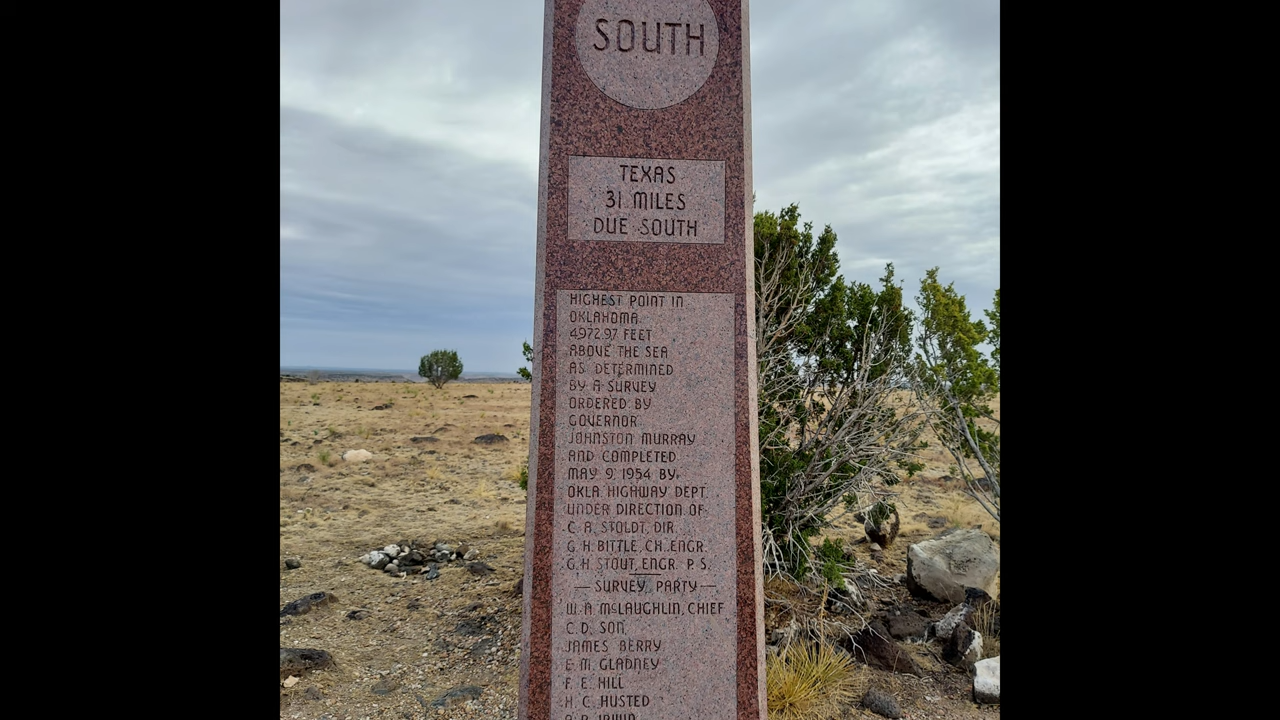 SOUTH
TEXAS
31 MILES
DUE SOUTH
HIGHEST POINT IN
OKLAHOMA
4,972.97 FEET
ABOVE THE SEA
AS DETERMINED
BY A SURVEY
ORDERED BY
GOVERNOR
JOHNSTON MURRAY
AND COMPLETED
MAY 9, 1954 BY
OKLA. HIGHWAY DEPT.
UNDER DIRECTION OF
C. A. STOLDT, DIR.
G. H. BITTLE, CH. ENGR.
G. H. STOUT, ENGR. P. S.
— SURVEY PARTY —
W. A. McLAUGHLIN, CHIEF
C. D. SON,
JAMES BERRY
E. M. GLADNEY
F. E. HILL
H. C. HUSTED